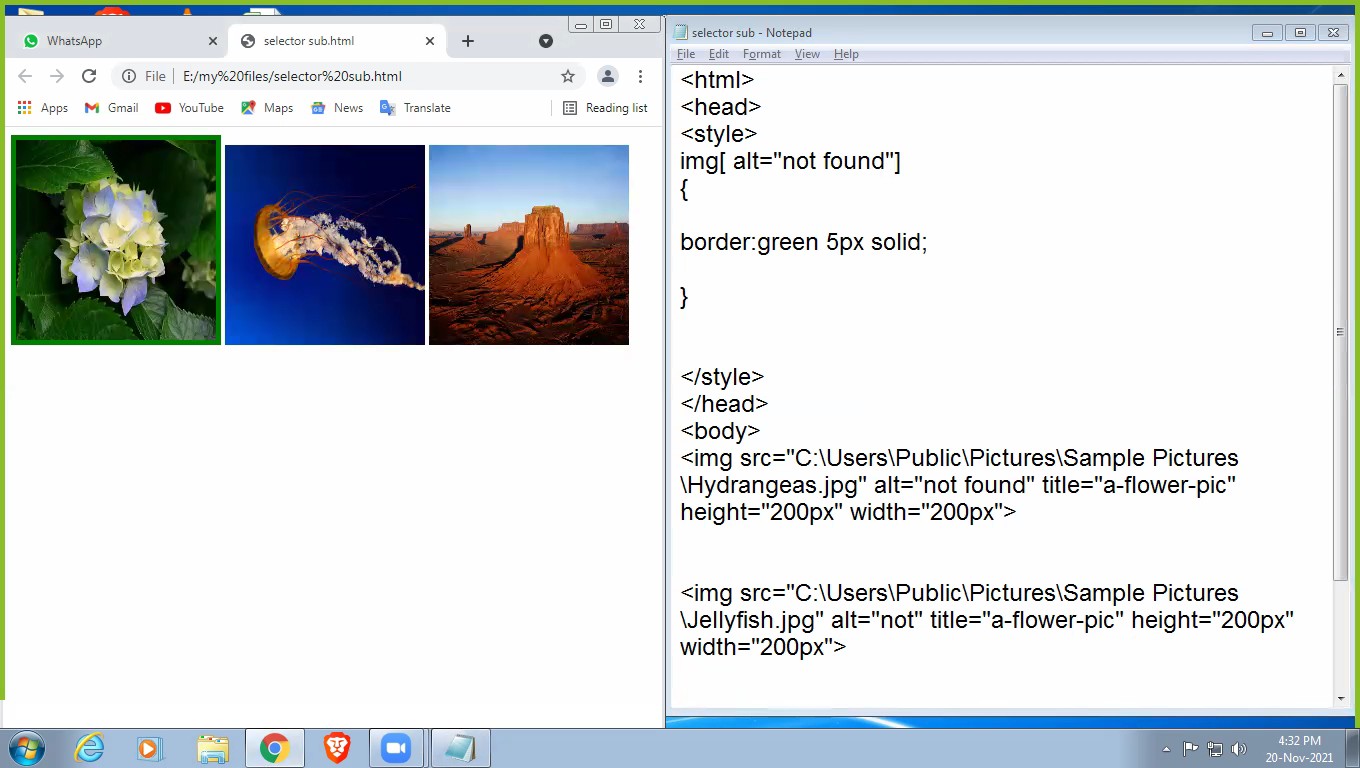 WhatsApp
selector sub.html
File
E:/my%20files/selector%20sub.html
Apps
Gmail
YouTube
Maps
News
Translate
Reading list
selector sub - Notepad
File Edit Format View Help
<html>
<head>
<style>
img[ alt="not found"]
{
border:green 5px solid;
}
</style>
</head>
<body>
<img src="C:\Users\Public\Pictures\Sample Pictures
\Hydrangeas.jpg" alt="not found" title="a-flower-pic"
height="200px" width="200px">
<img src="C:\Users\Public\Pictures\Sample Pictures
\Jellyfish.jpg" alt="not" title="a-flower-pic" height="200px"
width="200px">
4:32 PM
20-Nov-2021